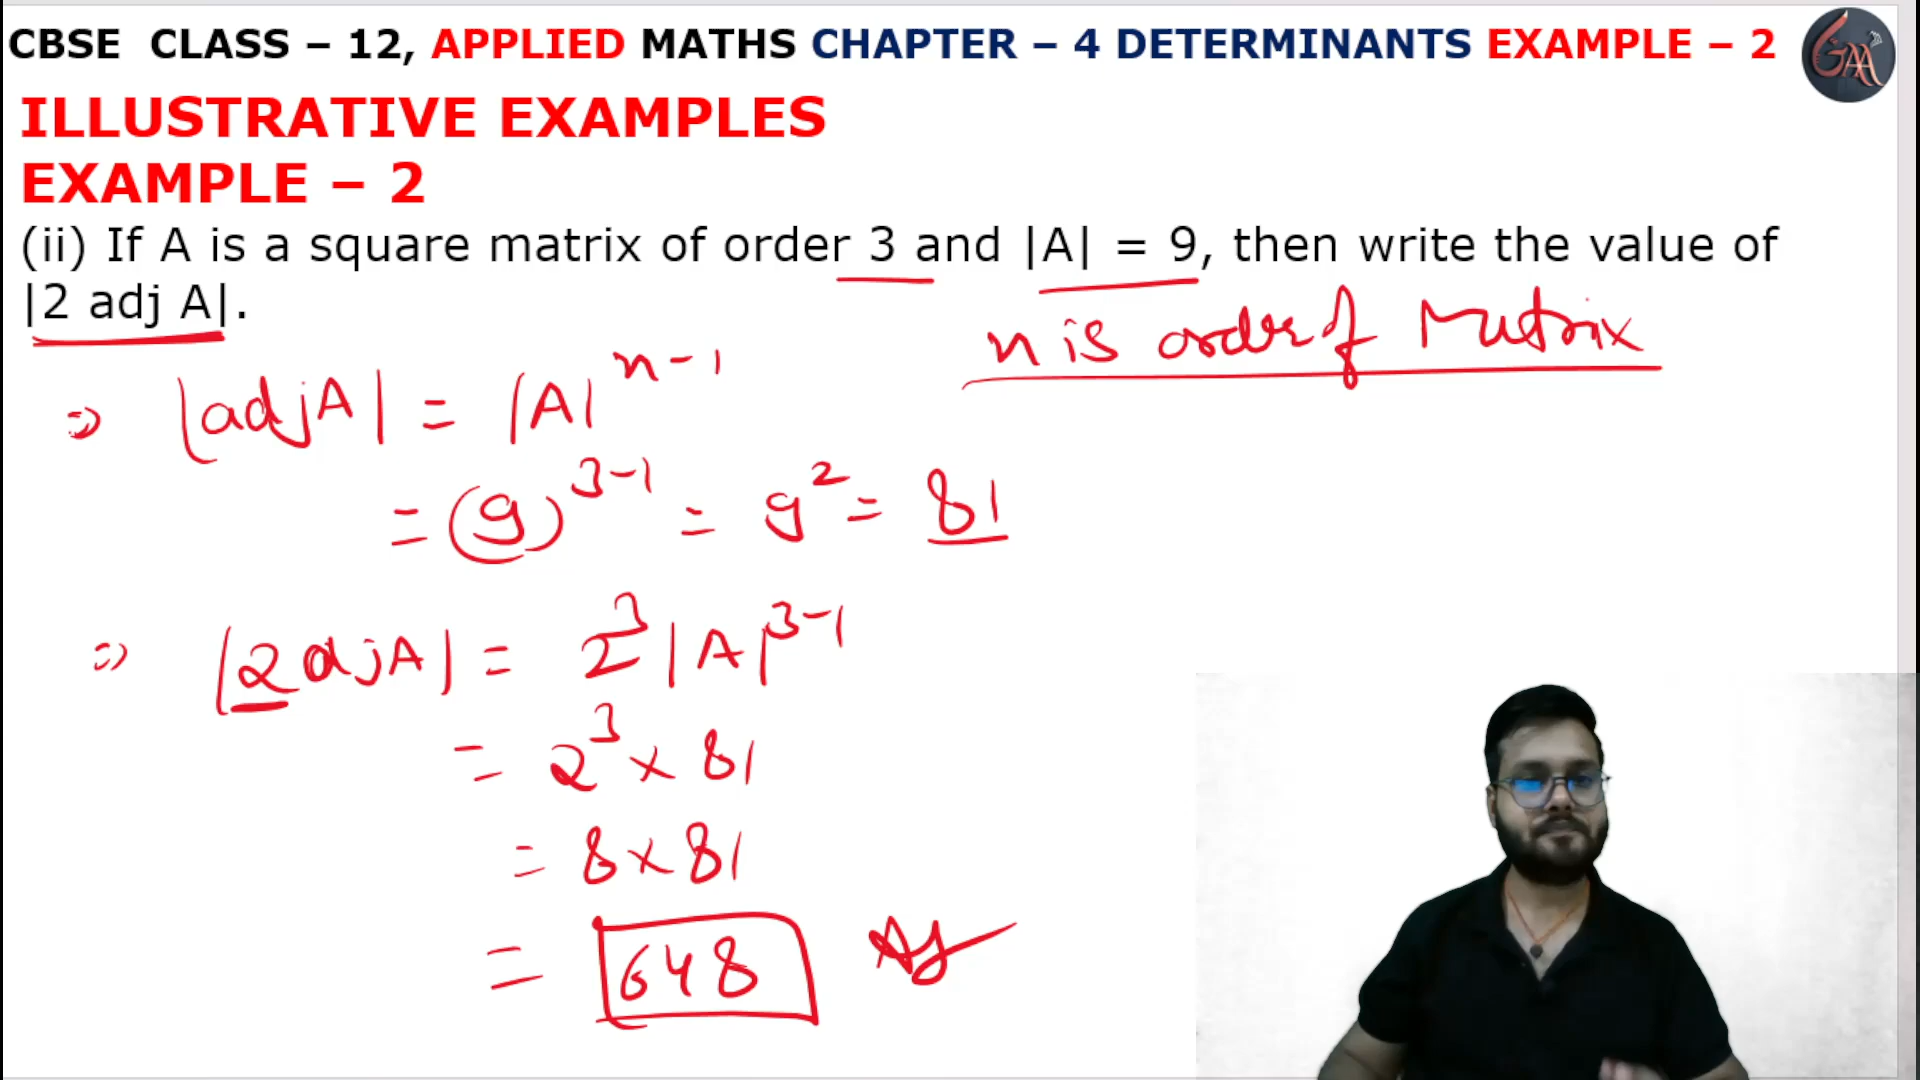 CBSE CLASS – 12, APPLIED MATHS CHAPTER – 4 DETERMINANTS EXAMPLE – 2
GAA
ILLUSTRATIVE EXAMPLES
EXAMPLE – 2
(ii) If A is a square matrix of order 3 and |A| = 9, then write the value of
|2 adj A|.
n is order of Matrix
⇒ |adjA| = |A|^{n-1}
= (9)^{3-1} = 9^2 = 81
⇒ |2adjA| = 2^3 |A|^{3-1}
= 2^3 × 81
= 8 × 81
= 648